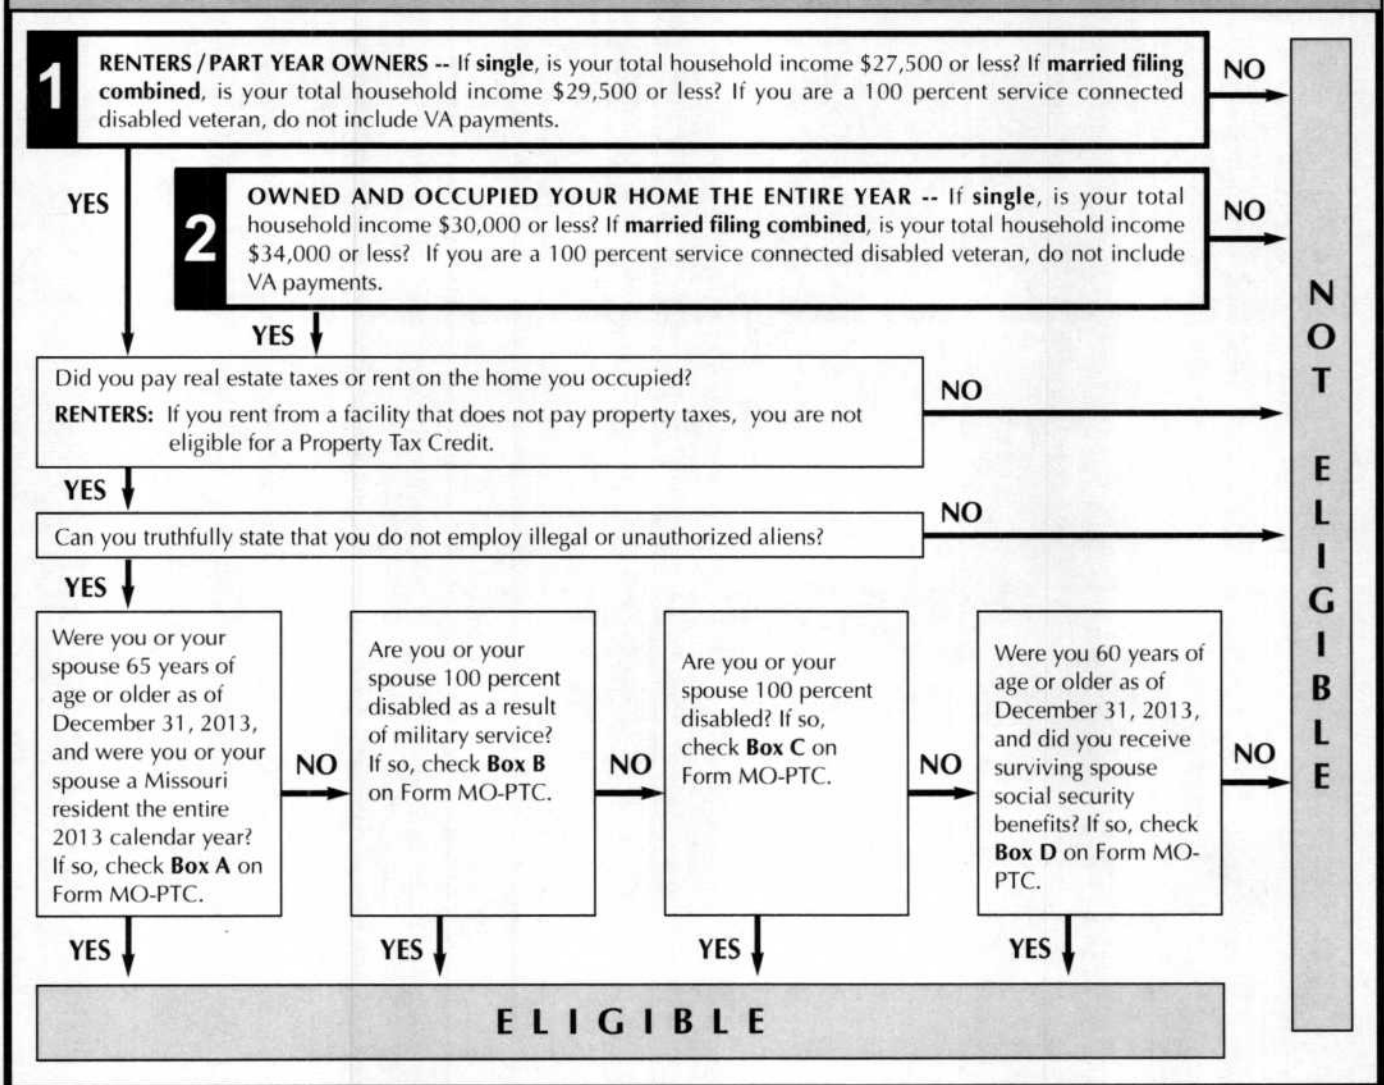 1
RENTERS / PART YEAR OWNERS -- If single, is your total household income $27,500 or less? If married filing
combined, is your total household income $29,500 or less? If you are a 100 percent service connected
disabled veteran, do not include VA payments.
NO
YES
2
OWNED AND OCCUPIED YOUR HOME THE ENTIRE YEAR -- If single, is your total
household income $30,000 or less? If married filing combined, is your total household income
$34,000 or less? If you are a 100 percent service connected disabled veteran, do not include
VA payments.
NO
YES
Did you pay real estate taxes or rent on the home you occupied?
RENTERS: If you rent from a facility that does not pay property taxes, you are not
eligible for a Property Tax Credit.
NO
YES
Can you truthfully state that you do not employ illegal or unauthorized aliens?
NO
YES
Were you or your
spouse 65 years of
age or older as of
December 31, 2013,
and were you or your
spouse a Missouri
resident the entire
2013 calendar year?
If so, check Box A on
Form MO-PTC.
NO
Are you or your
spouse 100 percent
disabled as a result
of military service?
If so, check Box B
on Form MO-PTC.
NO
Are you or your
spouse 100 percent
disabled? If so,
check Box C on
Form MO-PTC.
NO
Were you 60 years of
age or older as of
December 31, 2013,
and did you receive
surviving spouse
social security
benefits? If so, check
Box D on Form MO-
PTC.
NO
YES
YES
YES
YES
ELIGIBLE
NOT ELIGIBLE